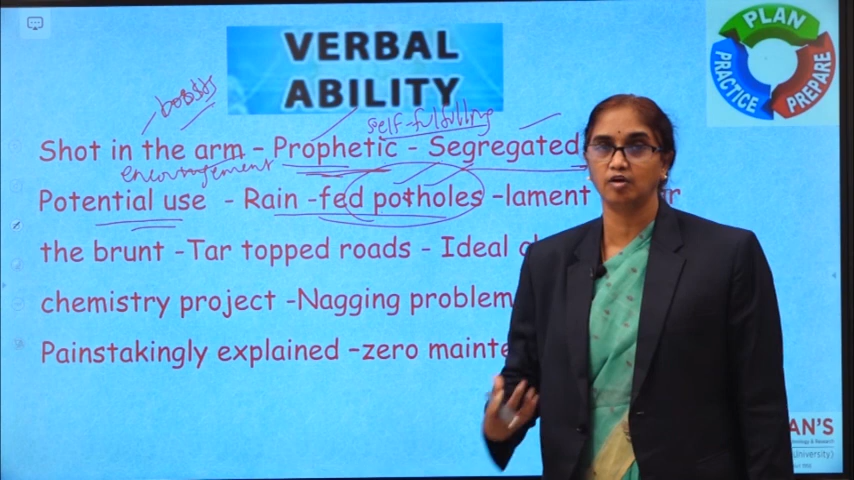 VERBAL
ABILITY
PLAN
PREPARE
PRACTICE
boosts
self-fulfilling
Shot in the arm - Prophetic - Segregated
encouragement
Potential use - Rain -fed potholes -lament
the brunt -Tar topped roads - Ideal
chemistry project -Nagging problem
Painstakingly explained -zero
AN'S
University)